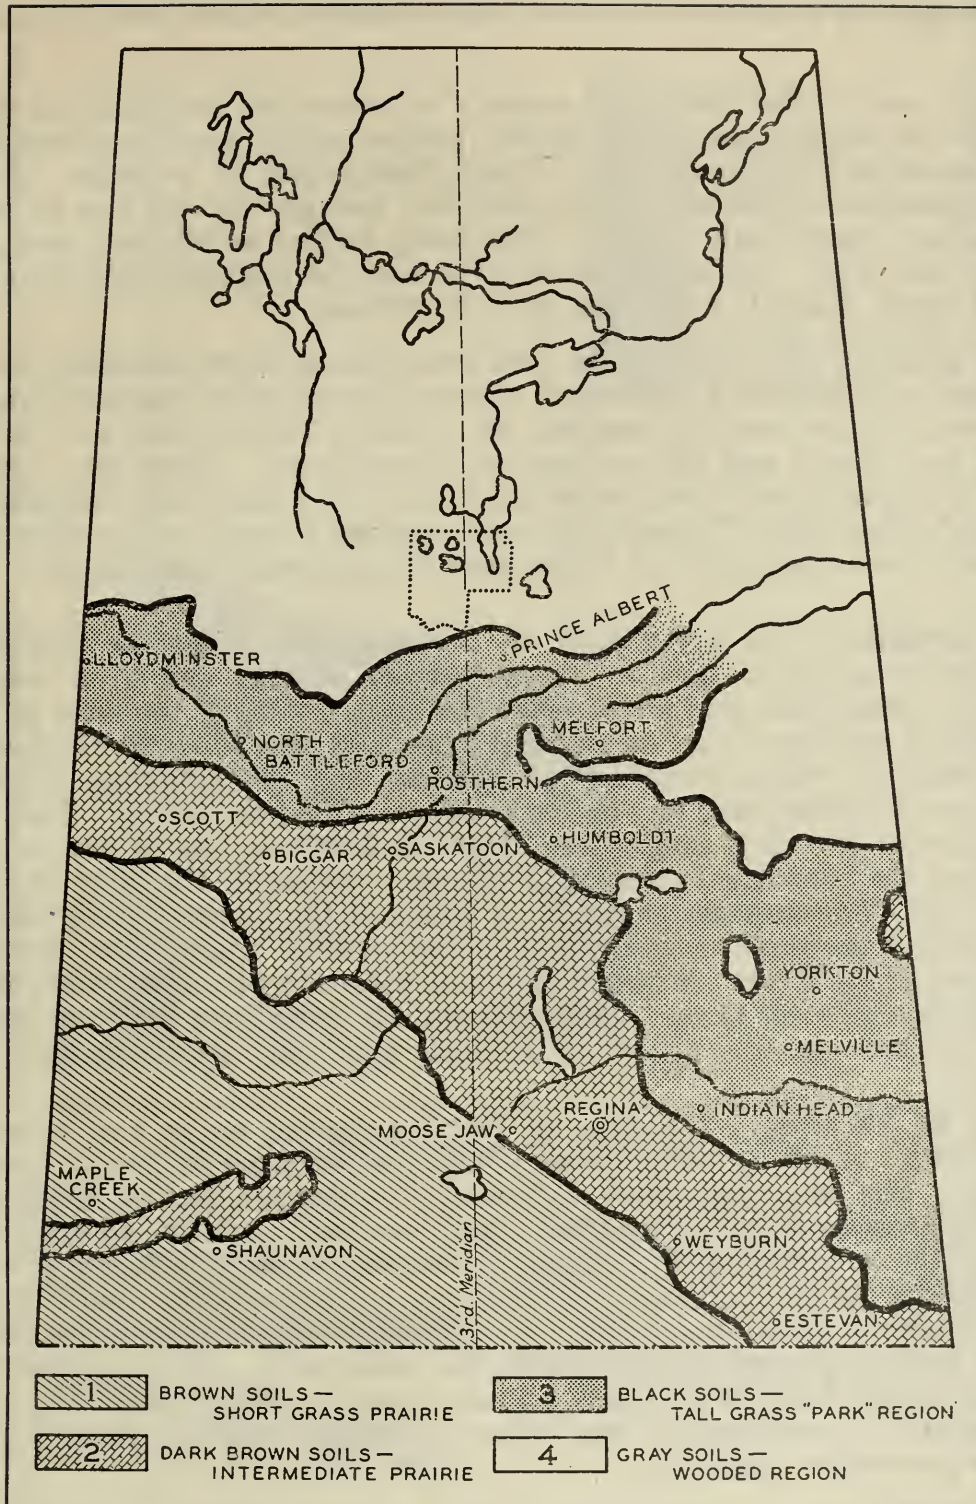 PRINCE ALBERT
LLOYDMINSTER
NORTH
BATTLEFORD
MELFORT
ROSTHERN
SCOTT
BIGGAR
SASKATOON
HUMBOLDT
YORKTON
MELVILLE
REGINA
INDIAN HEAD
MOOSE JAW
MAPLE
CREEK
SHAUNAVON
3rd. Meridian
WEYBURN
ESTEVAN
1 BROWN SOILS —
SHORT GRASS PRAIRIE
2 DARK BROWN SOILS —
INTERMEDIATE PRAIRIE
3 BLACK SOILS —
TALL GRASS "PARK" REGION
4 GRAY SOILS —
WOODED REGION